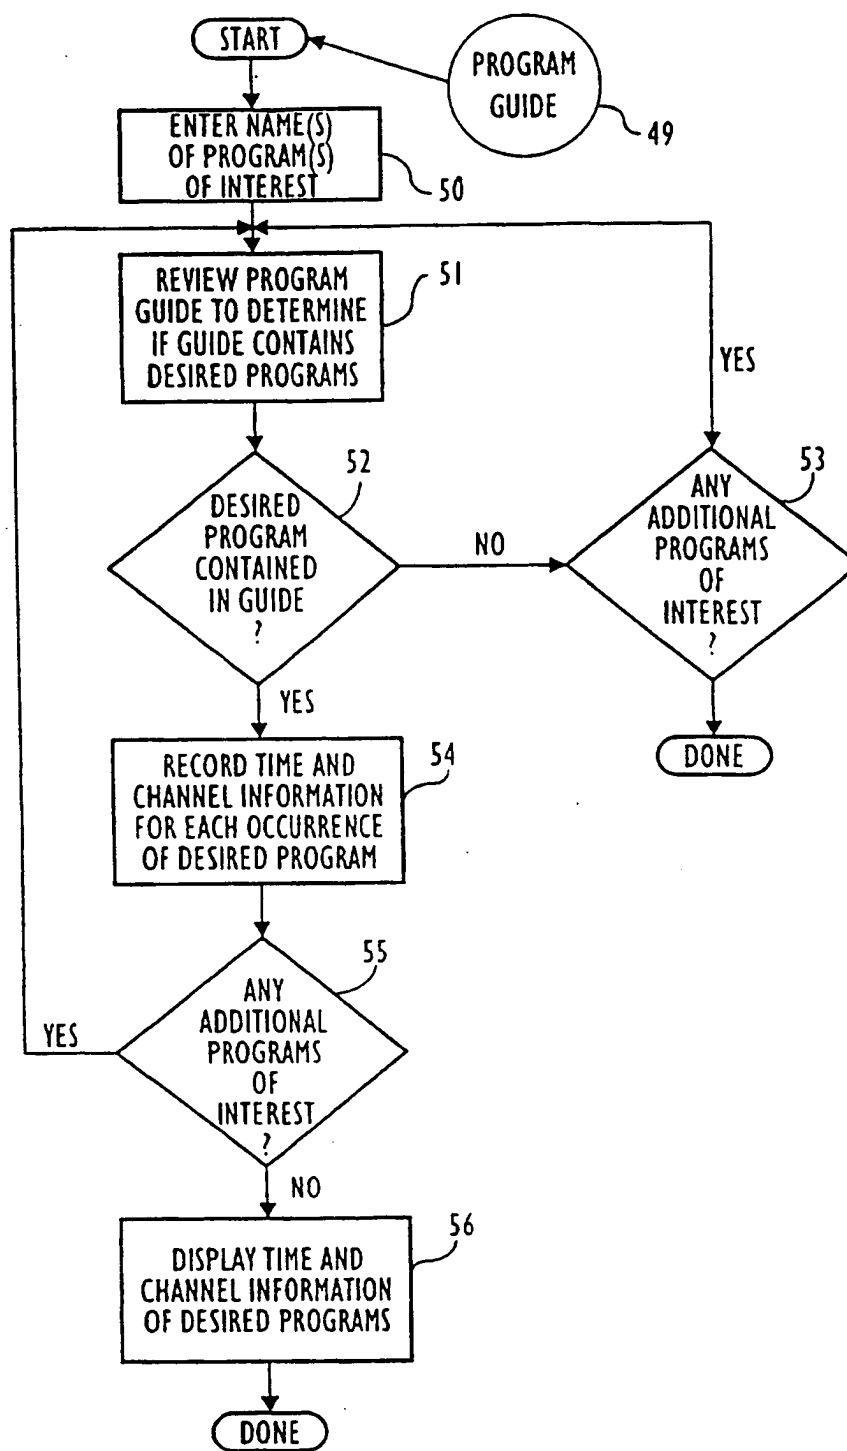 START
PROGRAM
GUIDE
49
ENTER NAME(S)
OF PROGRAM(S)
OF INTEREST
50
REVIEW PROGRAM
GUIDE TO DETERMINE
IF GUIDE CONTAINS
DESIRED PROGRAMS
51
YES
52
DESIRED
PROGRAM
CONTAINED
IN GUIDE
?
NO
53
ANY
ADDITIONAL
PROGRAMS
OF
INTEREST
?
YES
DONE
RECORD TIME AND
CHANNEL INFORMATION
FOR EACH OCCURRENCE
OF DESIRED PROGRAM
54
55
ANY
ADDITIONAL
PROGRAMS
OF
INTEREST
?
YES
NO
DISPLAY TIME AND
CHANNEL INFORMATION
OF DESIRED PROGRAMS
56
DONE